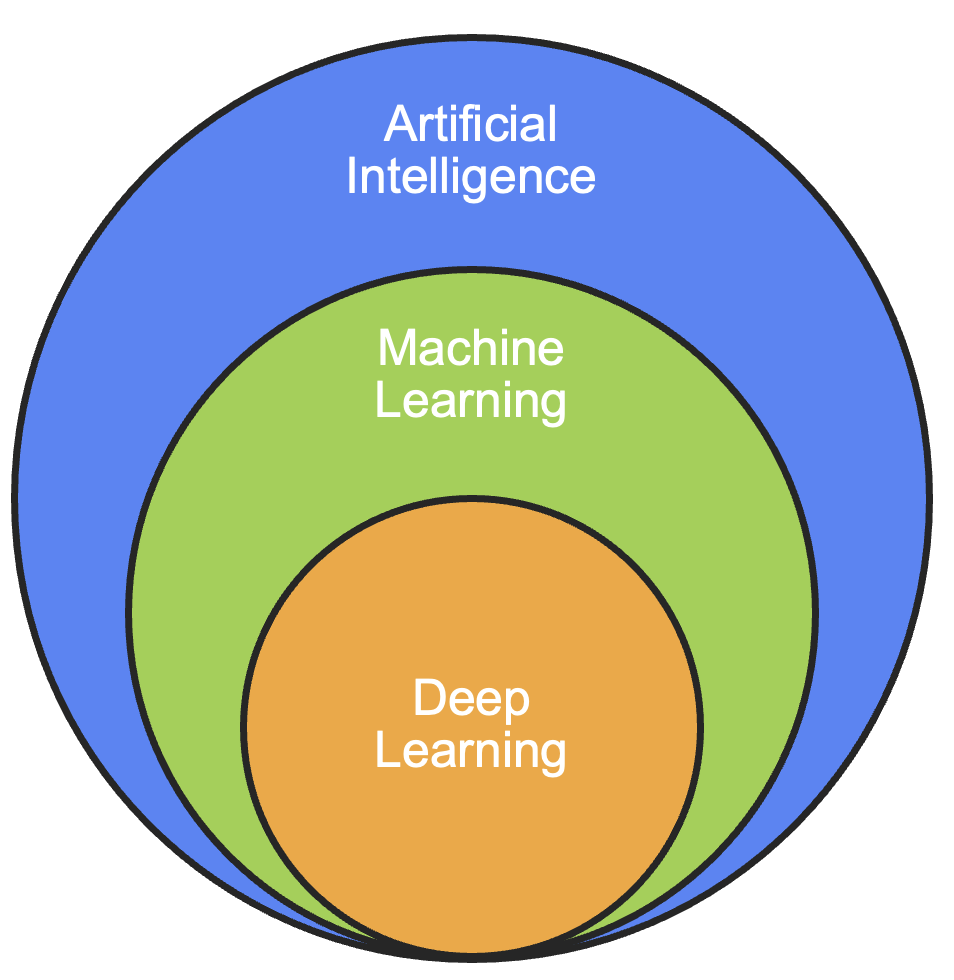 Artificial
Intelligence
Machine
Learning
Deep
Learning